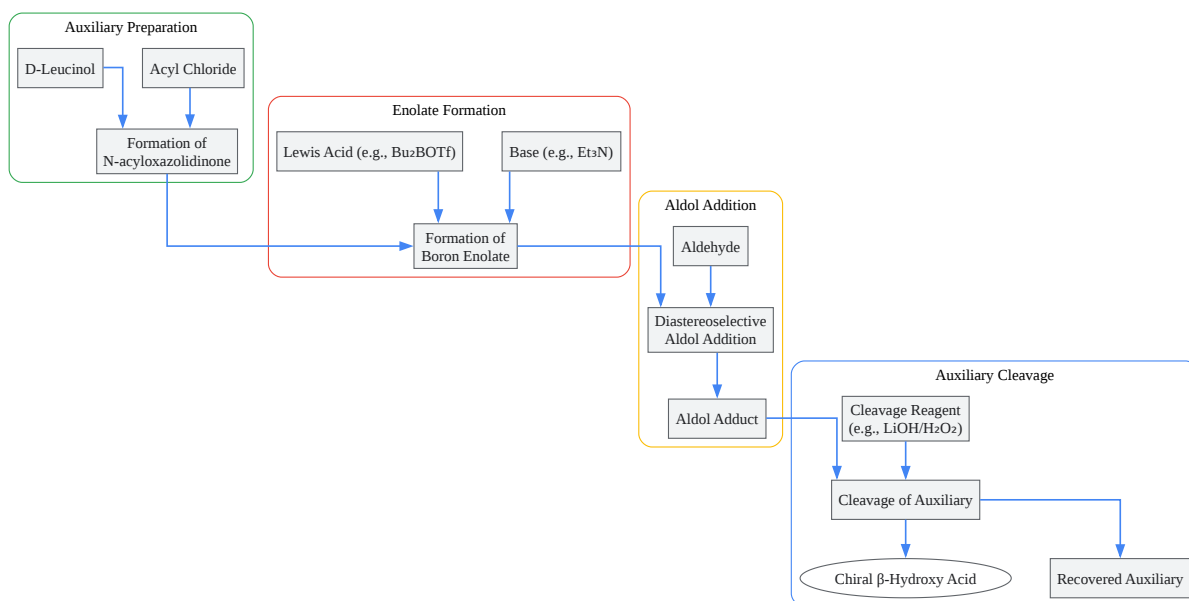 Auxiliary Preparation
D-Leucinol
Acyl Chloride
Formation of
N-acyloxazolidinone
Enolate Formation
Lewis Acid (e.g., Bu₂BOTf)
Base (e.g., Et₃N)
Formation of
Boron Enolate
Aldol Addition
Aldehyde
Diastereoselective
Aldol Addition
Aldol Adduct
Auxiliary Cleavage
Cleavage Reagent
(e.g., LiOH/H₂O₂)
Cleavage of Auxiliary
Chiral β-Hydroxy Acid
Recovered Auxiliary